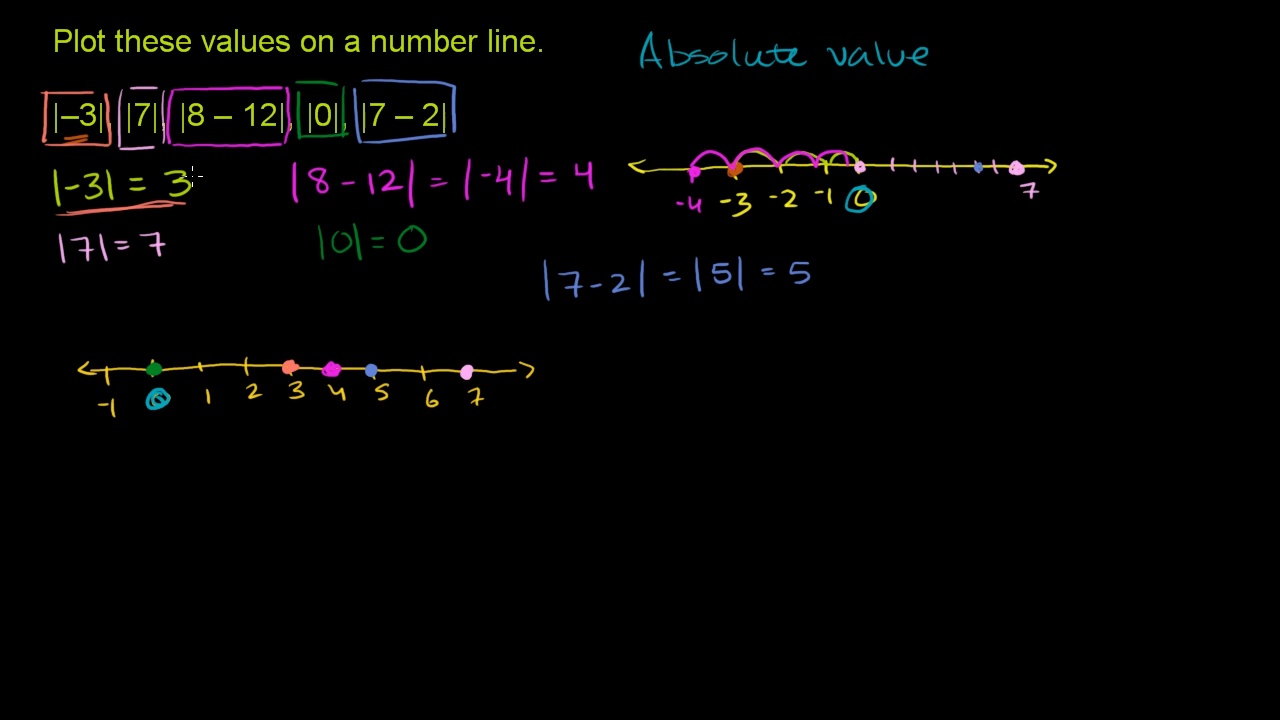 Plot these values on a number line.
Absolute value
|–3|, |7|, |8 – 12|, |0|, |7 – 2|
|-3| = 3
|8 - 12| = |-4| = 4
-4 -3 -2 -1 0 7
|7| = 7
|0| = 0
|7 - 2| = |5| = 5
-1 0 1 2 3 4 5 6 7